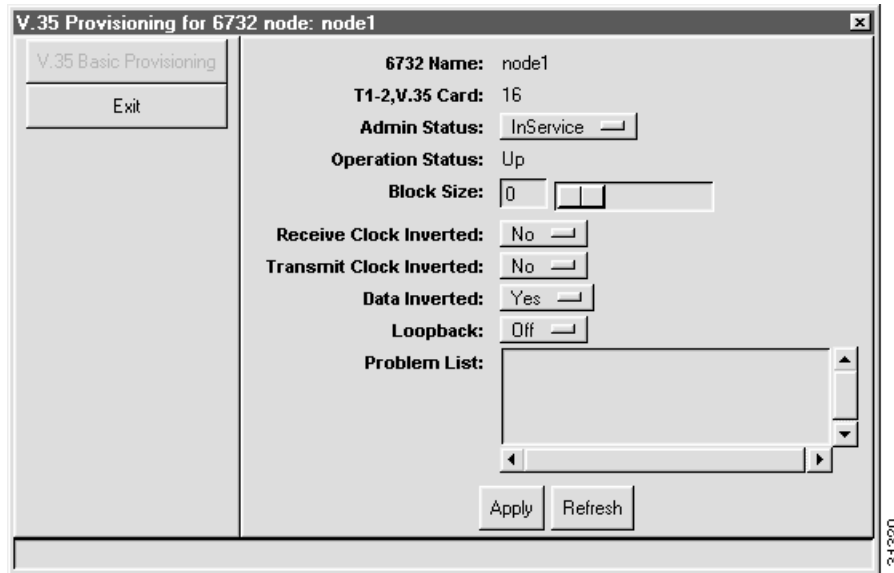 V.35 Provisioning for 6732 node: node1
V.35 Basic Provisioning
Exit
6732 Name: node1
T1-2,V.35 Card: 16
Admin Status: InService
Operation Status: Up
Block Size: 0
Receive Clock Inverted: No
Transmit Clock Inverted: No
Data Inverted: Yes
Loopback: Off
Problem List:
Apply Refresh
31320